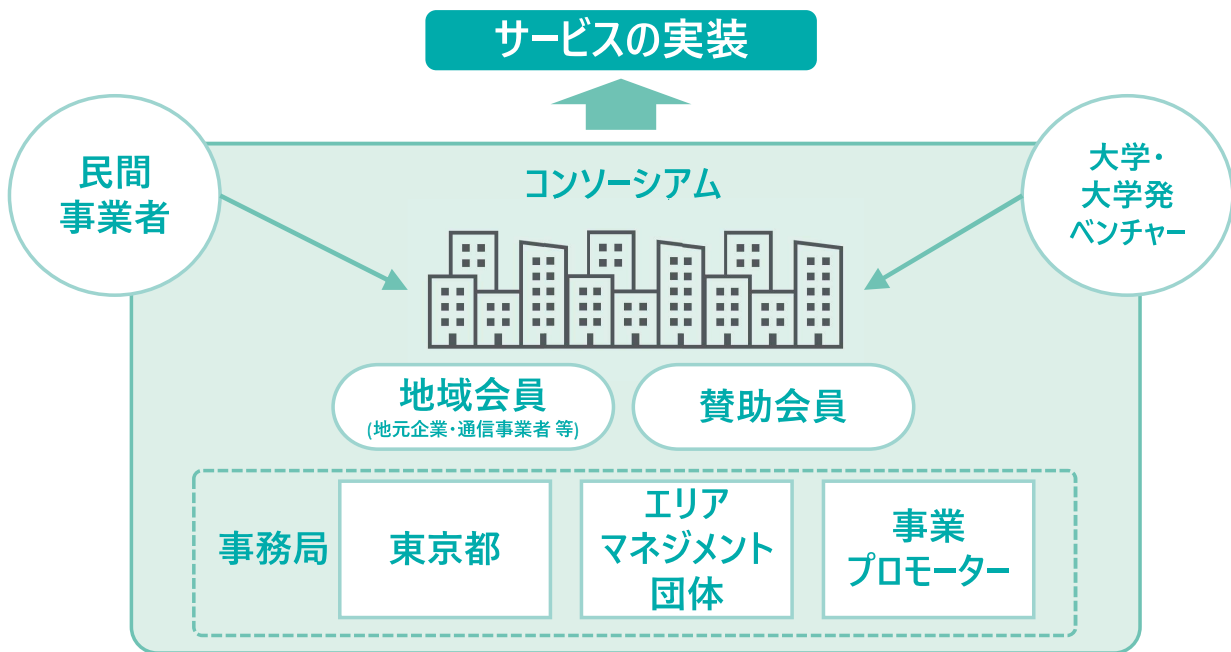 サービスの実装
民間
事業者
コンソーシアム
大学・
大学発
ベンチャー
地域会員
(地元企業・通信事業者 等)
賛助会員
事務局
東京都
エリア
マネジメント
団体
事業
プロモーター